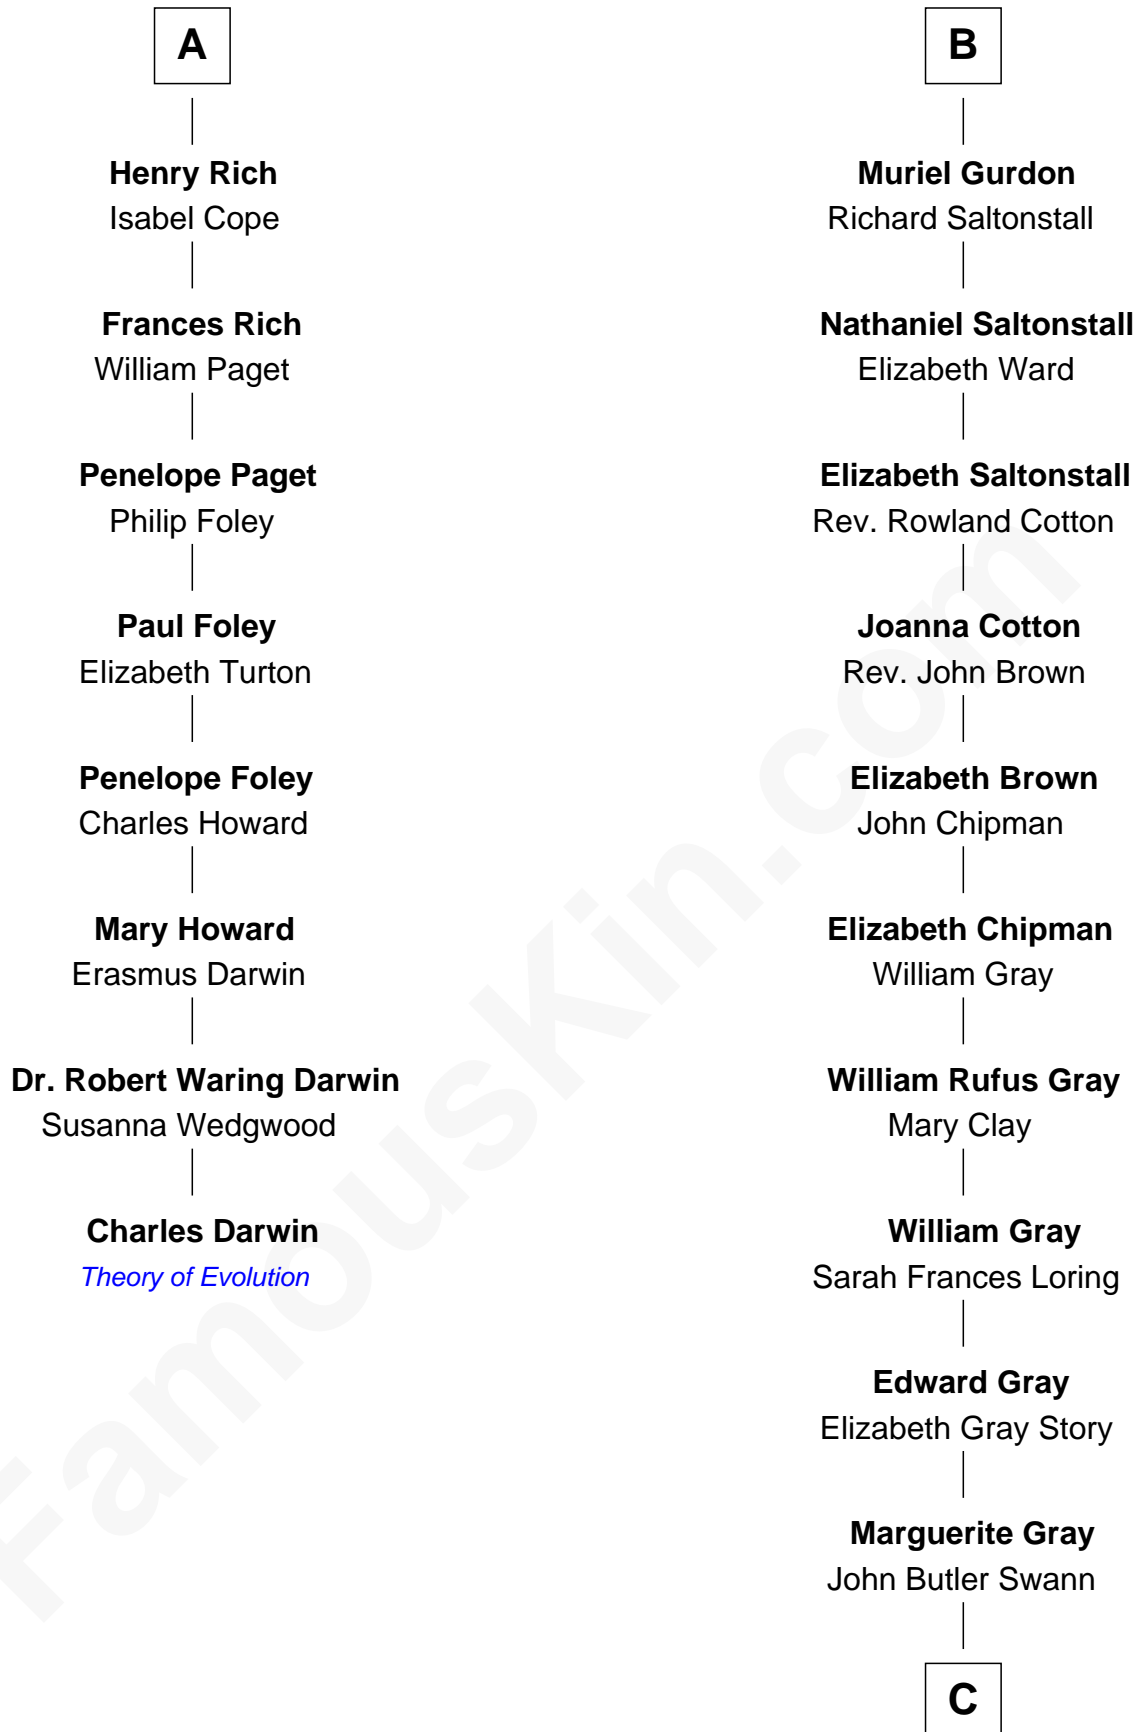 A
Henry Rich
Isabel Cope
Frances Rich
William Paget
Penelope Paget
Philip Foley
Paul Foley
Elizabeth Turton
Penelope Foley
Charles Howard
Mary Howard
Erasmus Darwin
Dr. Robert Waring Darwin
Susanna Wedgwood
Charles Darwin
Theory of Evolution
B
Muriel Gurdon
Richard Saltonstall
Nathaniel Saltonstall
Elizabeth Ward
Elizabeth Saltonstall
Rev. Rowland Cotton
Joanna Cotton
Rev. John Brown
Elizabeth Brown
John Chipman
Elizabeth Chipman
William Gray
William Rufus Gray
Mary Clay
William Gray
Sarah Frances Loring
Edward Gray
Elizabeth Gray Story
Marguerite Gray
John Butler Swann
C
FamousKin.com